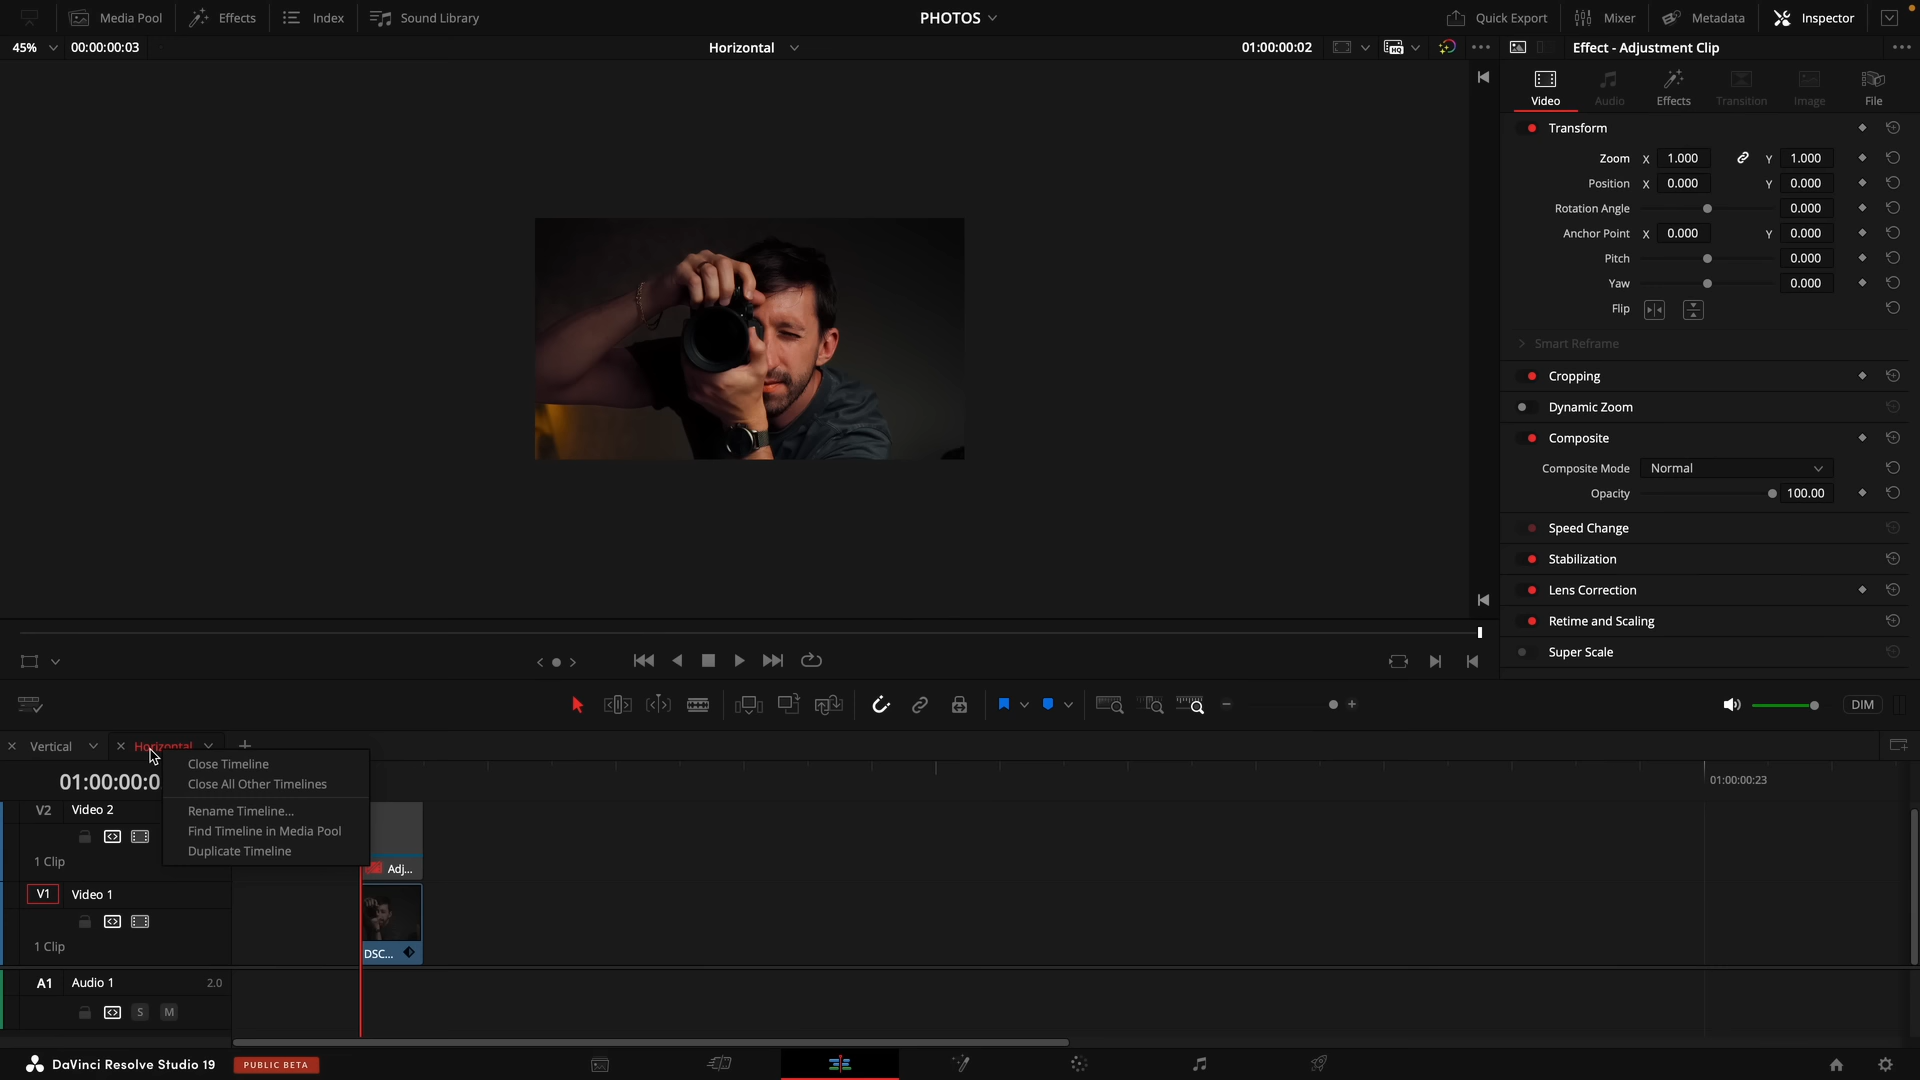 Media Pool
Effects
Index
Sound Library
PHOTOS
Quick Export
Mixer
Metadata
Inspector
45%
00:00:00:03
Horizontal
01:00:00:02
Effect - Adjustment Clip
Video
Audio
Effects
Transition
Image
File
Transform
Zoom X 1.000 Y 1.000
Position X 0.000 Y 0.000
Rotation Angle 0.000
Anchor Point X 0.000 Y 0.000
Pitch 0.000
Yaw 0.000
Flip
Smart Reframe
Cropping
Dynamic Zoom
Composite
Composite Mode Normal
Opacity 100.00
Speed Change
Stabilization
Lens Correction
Retime and Scaling
Super Scale
DIM
Vertical
Horizontal
Close Timeline
Close All Other Timelines
Rename Timeline...
Find Timeline in Media Pool
Duplicate Timeline
01:00:00:0
01:00:00:23
V2 Video 2
1 Clip
Adj...
V1 Video 1
1 Clip
DSC...
A1 Audio 1 2.0
S M
DaVinci Resolve Studio 19
PUBLIC BETA